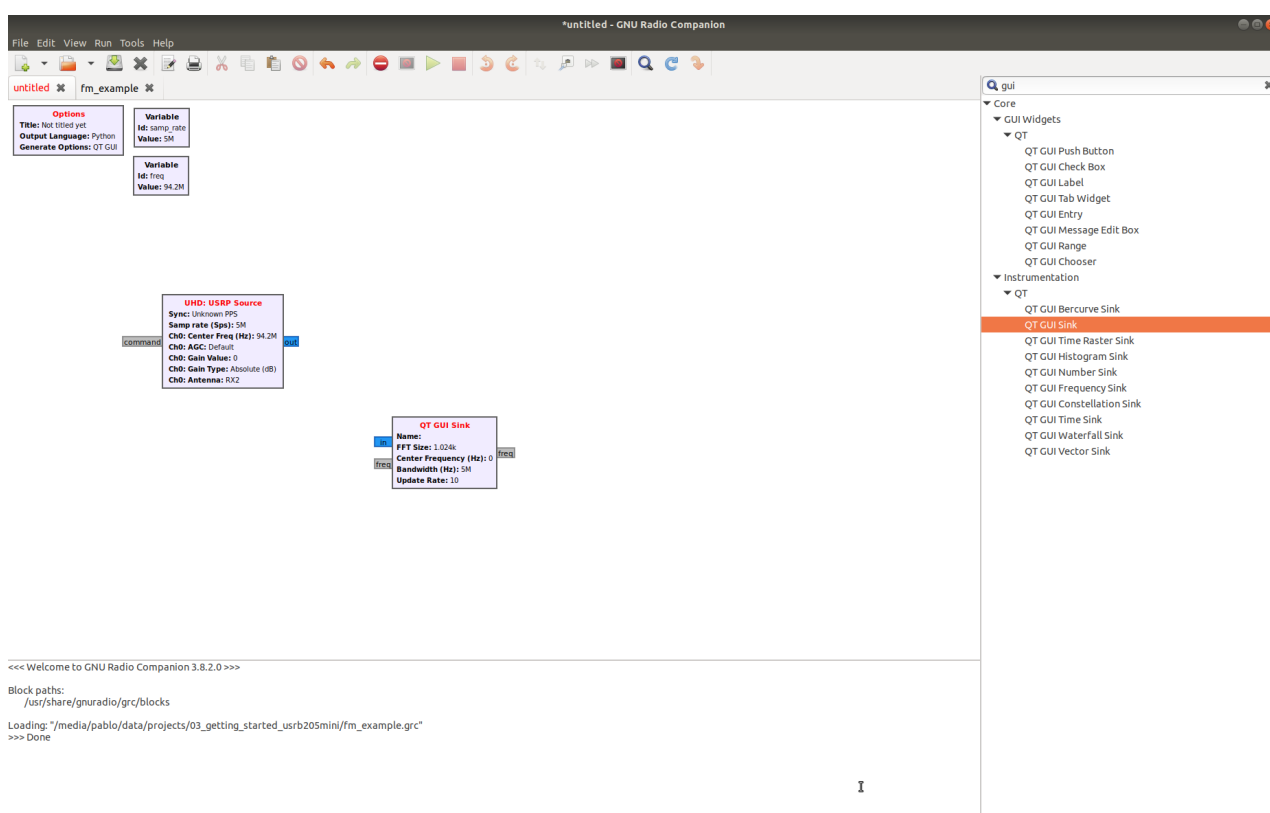 *untitled - GNU Radio Companion
File Edit View Run Tools Help
untitled fm_example
gui
Options
Title: Not titled yet
Output Language: Python
Generate Options: QT GUI
Variable
Id: samp_rate
Value: 5M
Variable
Id: freq
Value: 94.2M
UHD: USRP Source
Sync: Unknown PPS
Samp rate (Sps): 5M
Ch0: Center Freq (Hz): 94.2M
Ch0: AGC: Default
Ch0: Gain Value: 0
Ch0: Gain Type: Absolute (dB)
Ch0: Antenna: RX2
command
out
QT GUI Sink
Name:
FFT Size: 1.024k
Center Frequency (Hz): 0
Bandwidth (Hz): 5M
Update Rate: 10
in
freq
freq
Core
GUI Widgets
QT
QT GUI Push Button
QT GUI Check Box
QT GUI Label
QT GUI Tab Widget
QT GUI Entry
QT GUI Message Edit Box
QT GUI Range
QT GUI Chooser
Instrumentation
QT
QT GUI Bercurve Sink
QT GUI Sink
QT GUI Time Raster Sink
QT GUI Histogram Sink
QT GUI Number Sink
QT GUI Frequency Sink
QT GUI Constellation Sink
QT GUI Time Sink
QT GUI Waterfall Sink
QT GUI Vector Sink
<<< Welcome to GNU Radio Companion 3.8.2.0 >>>
Block paths:
/usr/share/gnuradio/grc/blocks
Loading: "/media/pablo/data/projects/03_getting_started_usrb205mini/fm_example.grc"
>>> Done